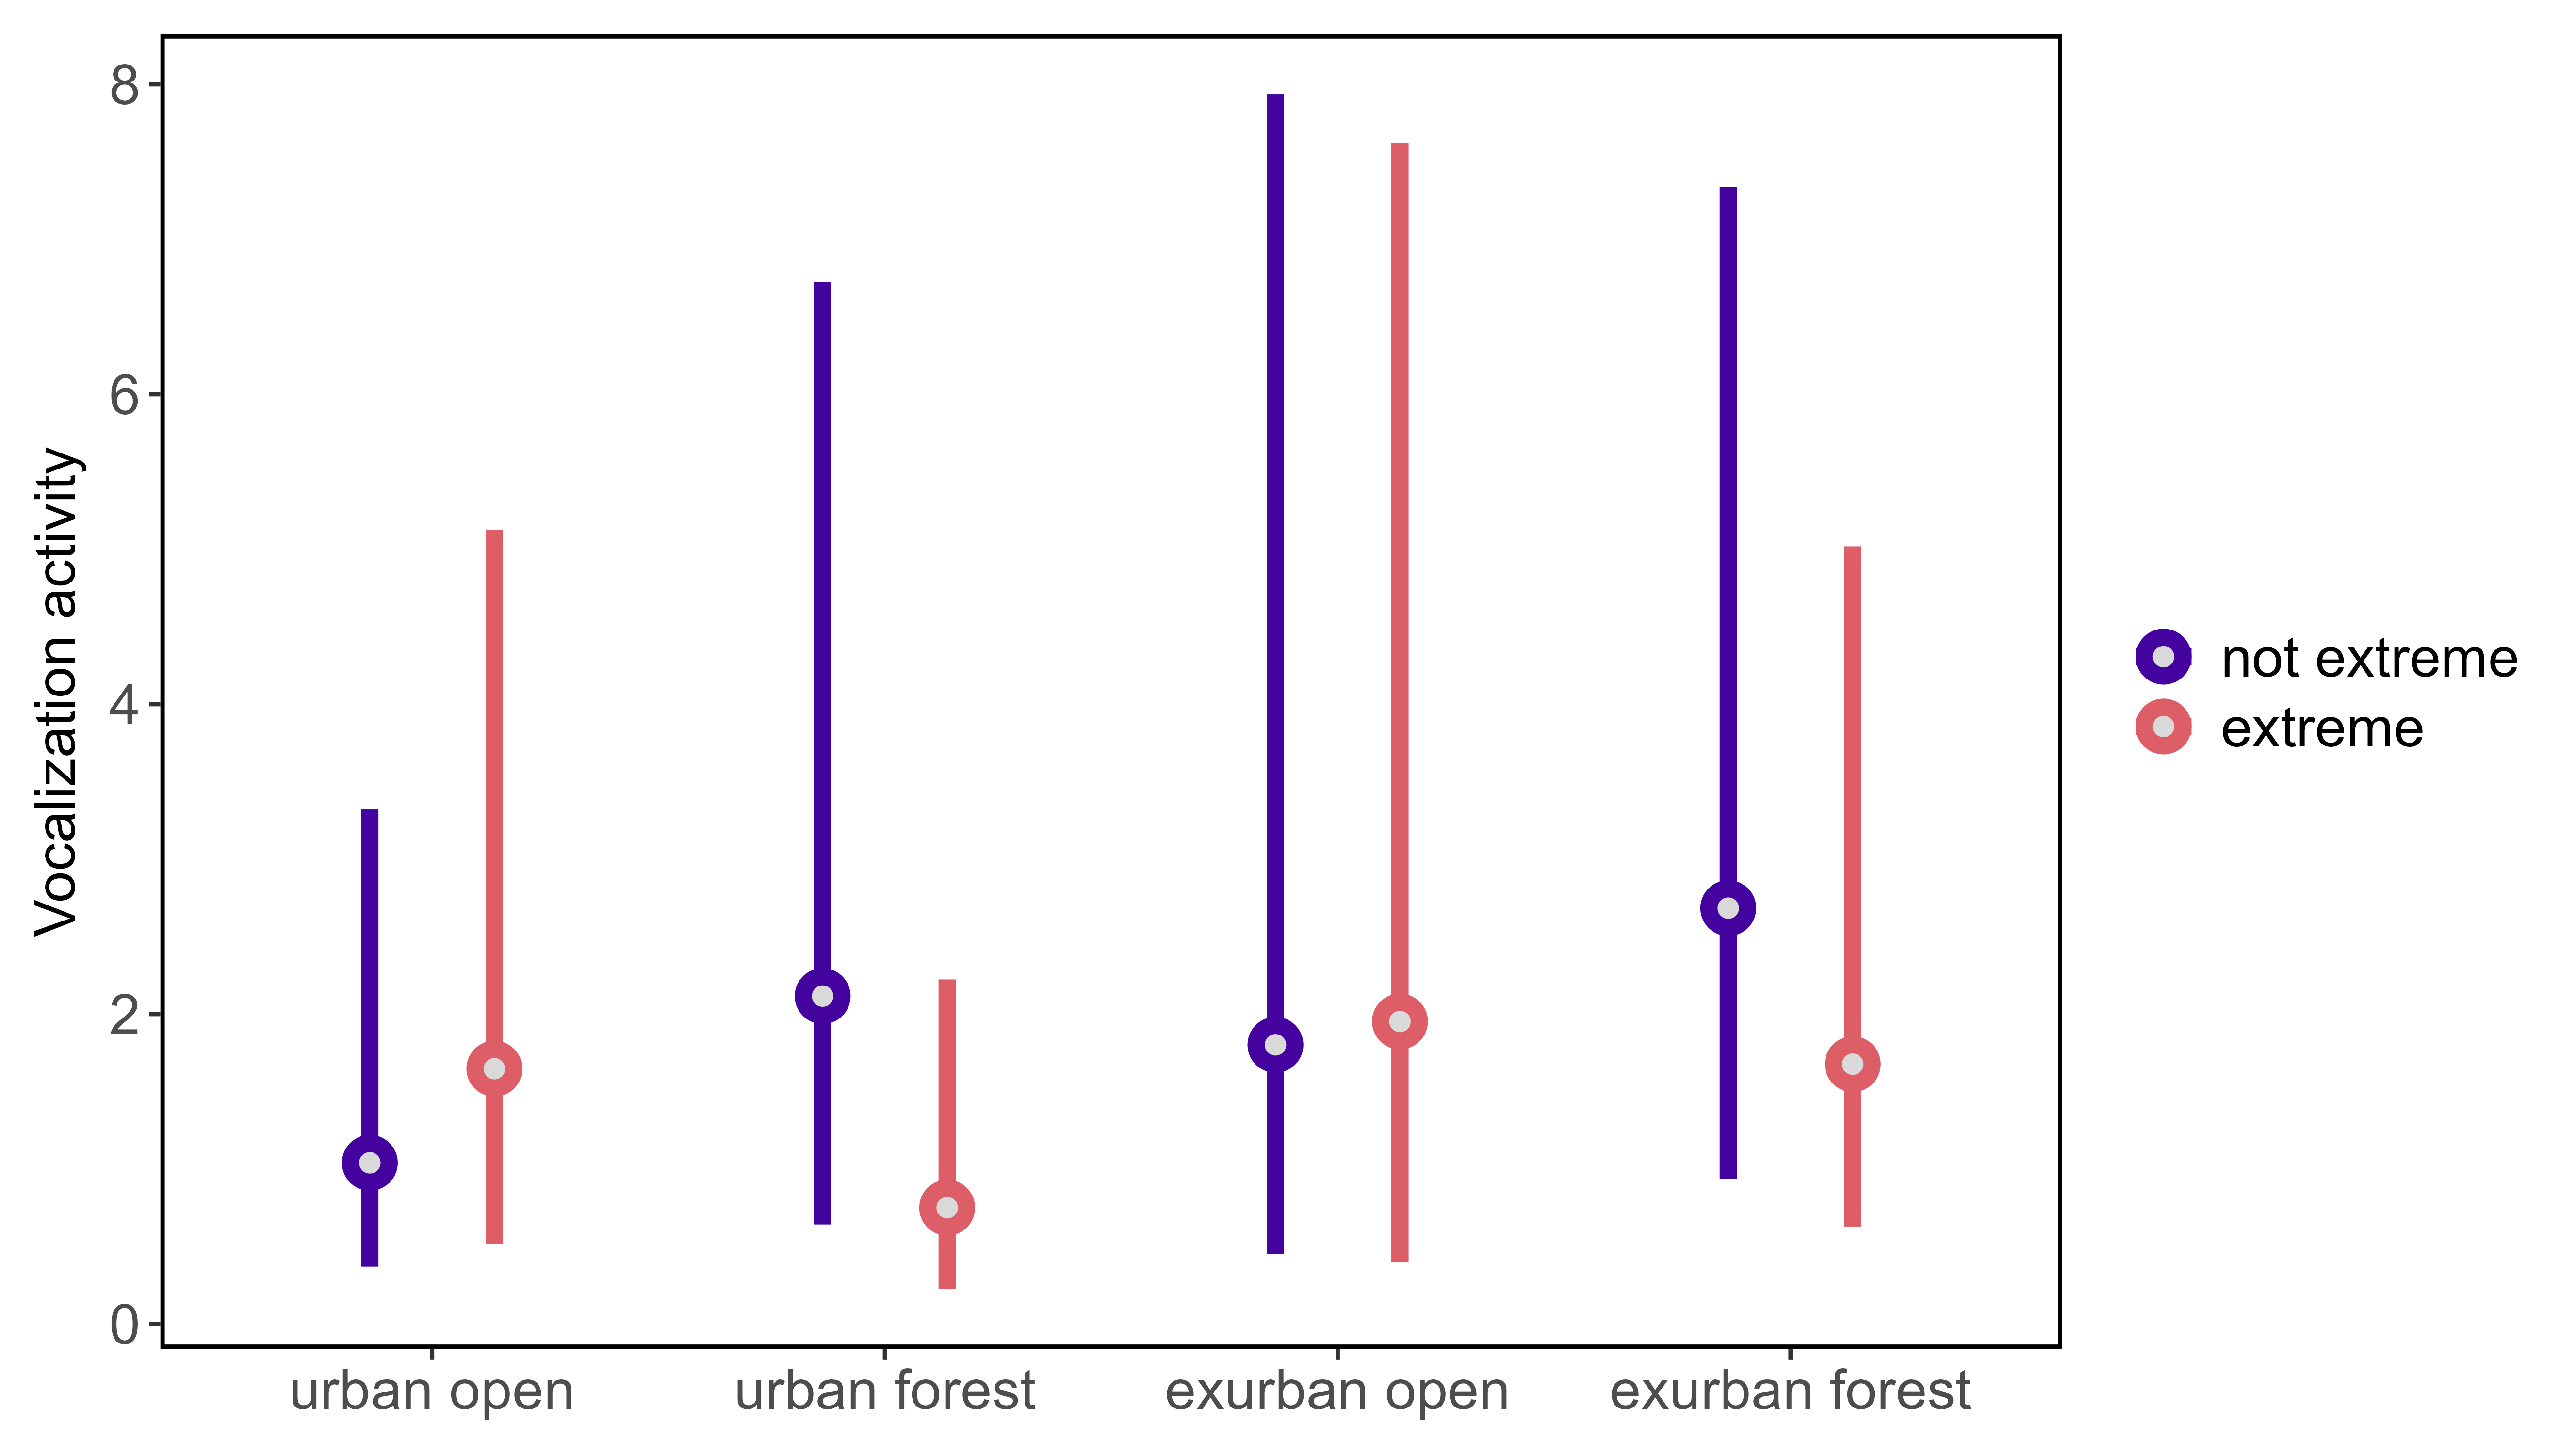 Vocalization activity
8
6
4
2
0
urban open
urban forest
exurban open
exurban forest
not extreme
extreme